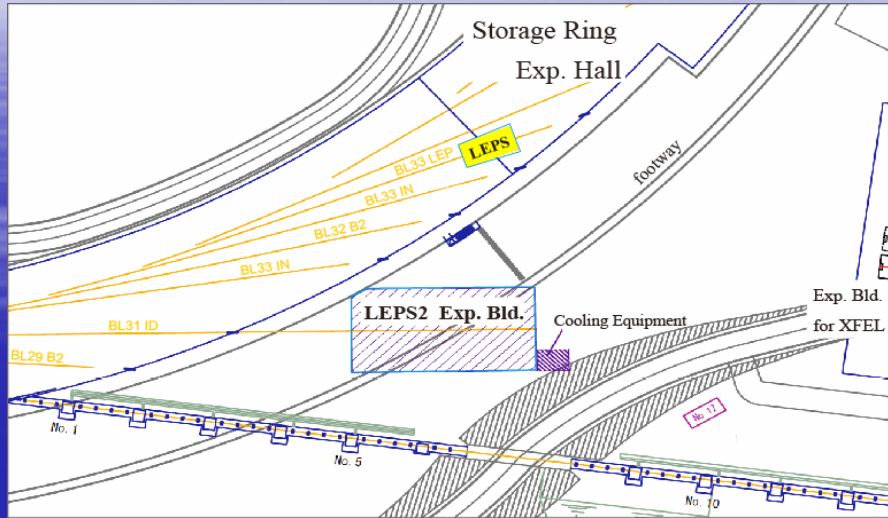 Storage Ring
Exp. Hall
LEPS
BL33 LEP
BL33 IN
BL32 B2
BL33 IN
footway
LEPS2 Exp. Bld.
BL31 ID
Cooling Equipment
Exp. Bld.
for XFEL
BL29 B2
No. 1
No. 5
No. 17
No. 10